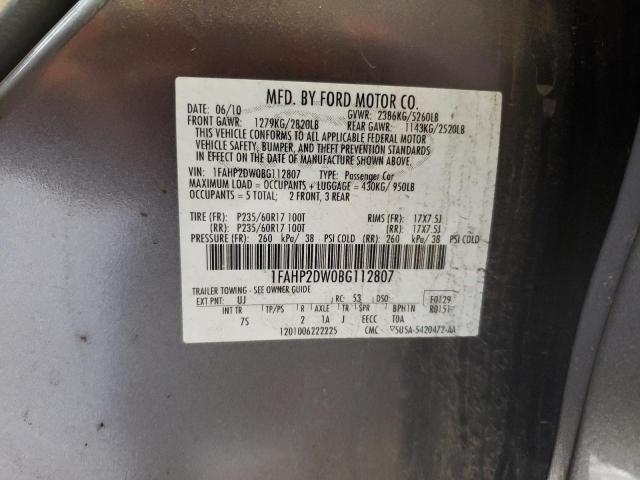 MFD. BY FORD MOTOR CO.
DATE: 06/10 GVWR: 2386KG/5260LB
FRONT GAWR: 1279KG/2820LB REAR GAWR: 1143KG/2520LB
THIS VEHICLE CONFORMS TO ALL APPLICABLE FEDERAL MOTOR
VEHICLE SAFETY, BUMPER, AND THEFT PREVENTION STANDARDS
IN EFFECT ON THE DATE OF MANUFACTURE SHOWN ABOVE.
VIN: 1FAHP2DW0BG112807 TYPE: Passenger Car
MAXIMUM LOAD = OCCUPANTS + LUGGAGE = 430KG/ 950LB
OCCUPANTS = 5 TOTAL; 2 FRONT, 3 REAR
TIRE (FR): P235/60R17 100T RIMS (FR): 17X7.5J
(RR): P235/60R17 100T (RR): 17X7.5J
PRESSURE (FR): 260 kPa/ 38 PSI COLD (RR): 260 kPa/ 38 PSI COLD
1FAHP2DW0BG112807
TRAILER TOWING - SEE OWNER GUIDE
EXT PNT: UJ RC: 53 DSO: F0129
INT TR TP/PS R AXLE TR SPR BPH1N R0151
7S 2 1A J EECC TOA
1201006222225 CMC ▽5U5A-5420472-AA